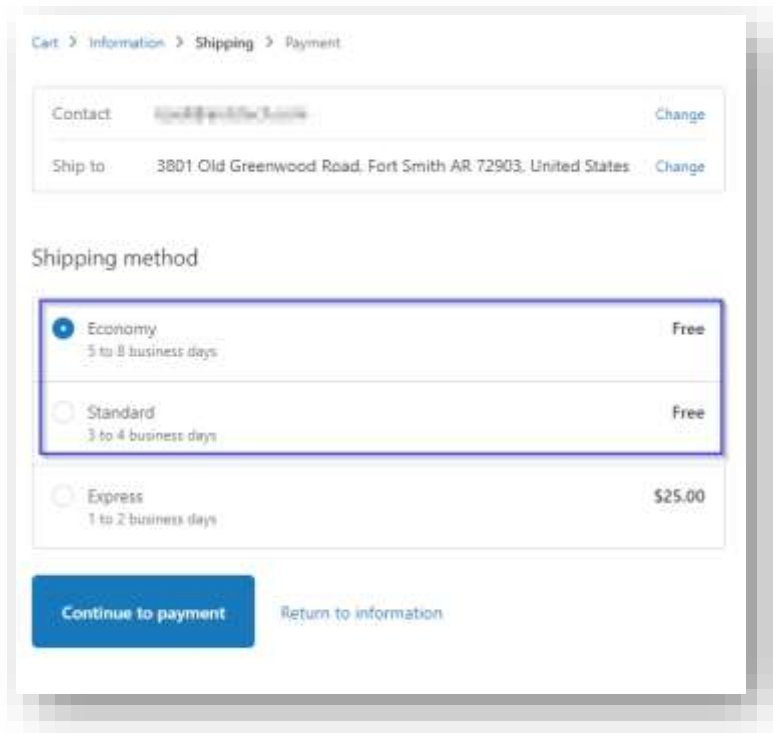 Cart > Information > Shipping > Payment
Contact Change
Ship to 3801 Old Greenwood Road, Fort Smith AR 72903, United States Change
Shipping method
Economy Free
5 to 8 business days
Standard Free
3 to 4 business days
Express $25.00
1 to 2 business days
Continue to payment Return to information